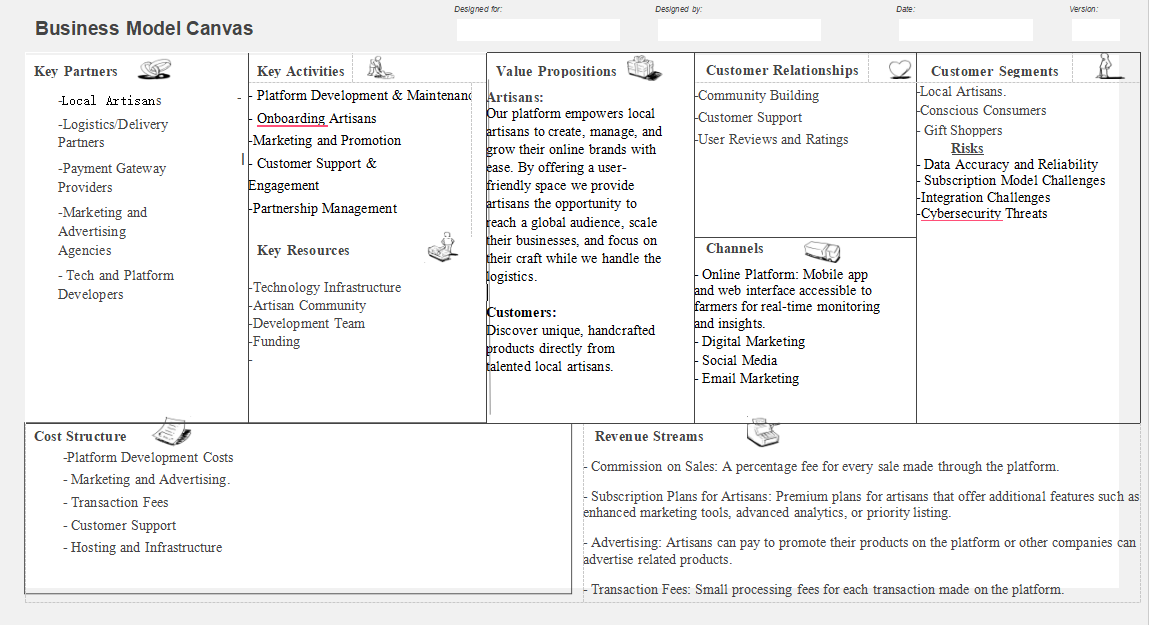 Designed for:
Designed by:
Date:
Version:
Business Model Canvas
Key Partners
-Local Artisans
-Logistics/Delivery
Partners
-Payment Gateway
Providers
-Marketing and
Advertising
Agencies
- Tech and Platform
Developers
Key Activities
- - Platform Development & Maintenanc
- Onboarding Artisans
-Marketing and Promotion
- Customer Support &
Engagement
-Partnership Management
Key Resources
-Technology Infrastructure
-Artisan Community
-Development Team
-Funding
-
Value Propositions
Artisans:
Our platform empowers local
artisans to create, manage, and
grow their online brands with
ease. By offering a user-
friendly space we provide
artisans the opportunity to
reach a global audience, scale
their businesses, and focus on
their craft while we handle the
logistics.
Customers:
Discover unique, handcrafted
products directly from
talented local artisans.
Customer Relationships
-Community Building
-Customer Support
-User Reviews and Ratings
Channels
- Online Platform: Mobile app
and web interface accessible to
farmers for real-time monitoring
and insights.
- Digital Marketing
- Social Media
- Email Marketing
Customer Segments
-Local Artisans.
-Conscious Consumers
- Gift Shoppers
Risks
- Data Accuracy and Reliability
- Subscription Model Challenges
-Integration Challenges
-Cybersecurity Threats
Cost Structure
-Platform Development Costs
- Marketing and Advertising.
- Transaction Fees
- Customer Support
- Hosting and Infrastructure
Revenue Streams
- Commission on Sales: A percentage fee for every sale made through the platform.
- Subscription Plans for Artisans: Premium plans for artisans that offer additional features such as
enhanced marketing tools, advanced analytics, or priority listing.
- Advertising: Artisans can pay to promote their products on the platform or other companies can
advertise related products.
- Transaction Fees: Small processing fees for each transaction made on the platform.